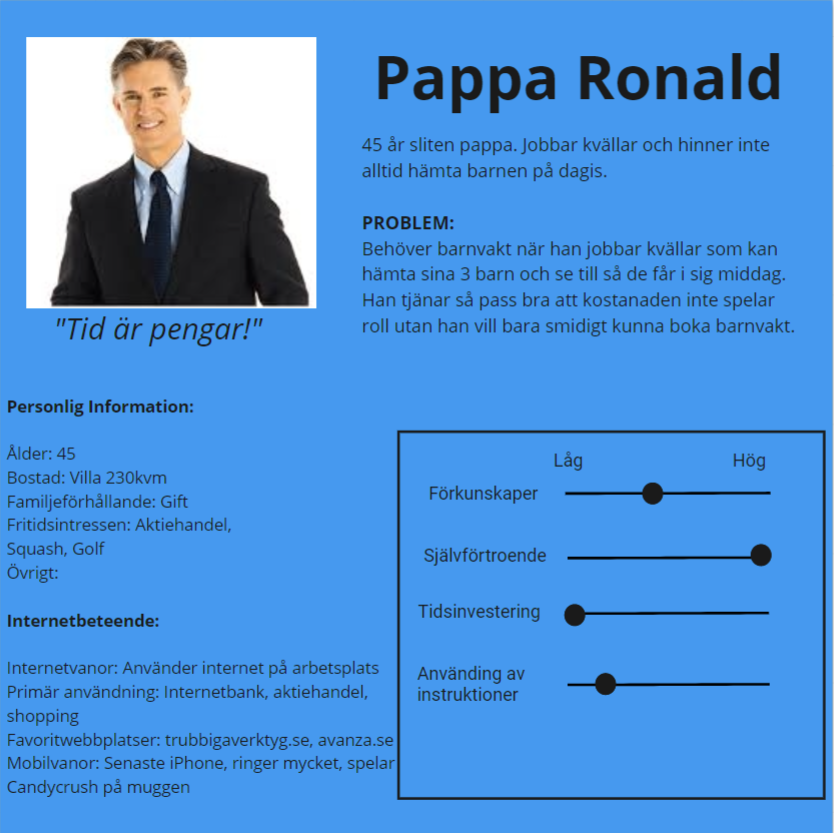 Pappa Ronald
45 år sliten pappa. Jobbar kvällar och hinner inte
alltid hämta barnen på dagis.
PROBLEM:
Behöver barnvakt när han jobbar kvällar som kan
hämta sina 3 barn och se till så de får i sig middag.
Han tjänar så pass bra att kostanaden inte spelar
roll utan han vill bara smidigt kunna boka barnvakt.
"Tid är pengar!"
Personlig Information:
Ålder: 45
Bostad: Villa 230kvm
Familjeförhållande: Gift
Fritidsintressen: Aktiehandel,
Squash, Golf
Övrigt:
Internetbeteende:
Internetvanor: Använder internet på arbetsplats
Primär användning: Internetbank, aktiehandel,
shopping
Favoritwebbplatser: trubbigaverktyg.se, avanza.se
Mobilvanor: Senaste iPhone, ringer mycket, spelar
Candycrush på muggen
Låg Hög
Förkunskaper
Självförtroende
Tidsinvestering
Använding av
instruktioner